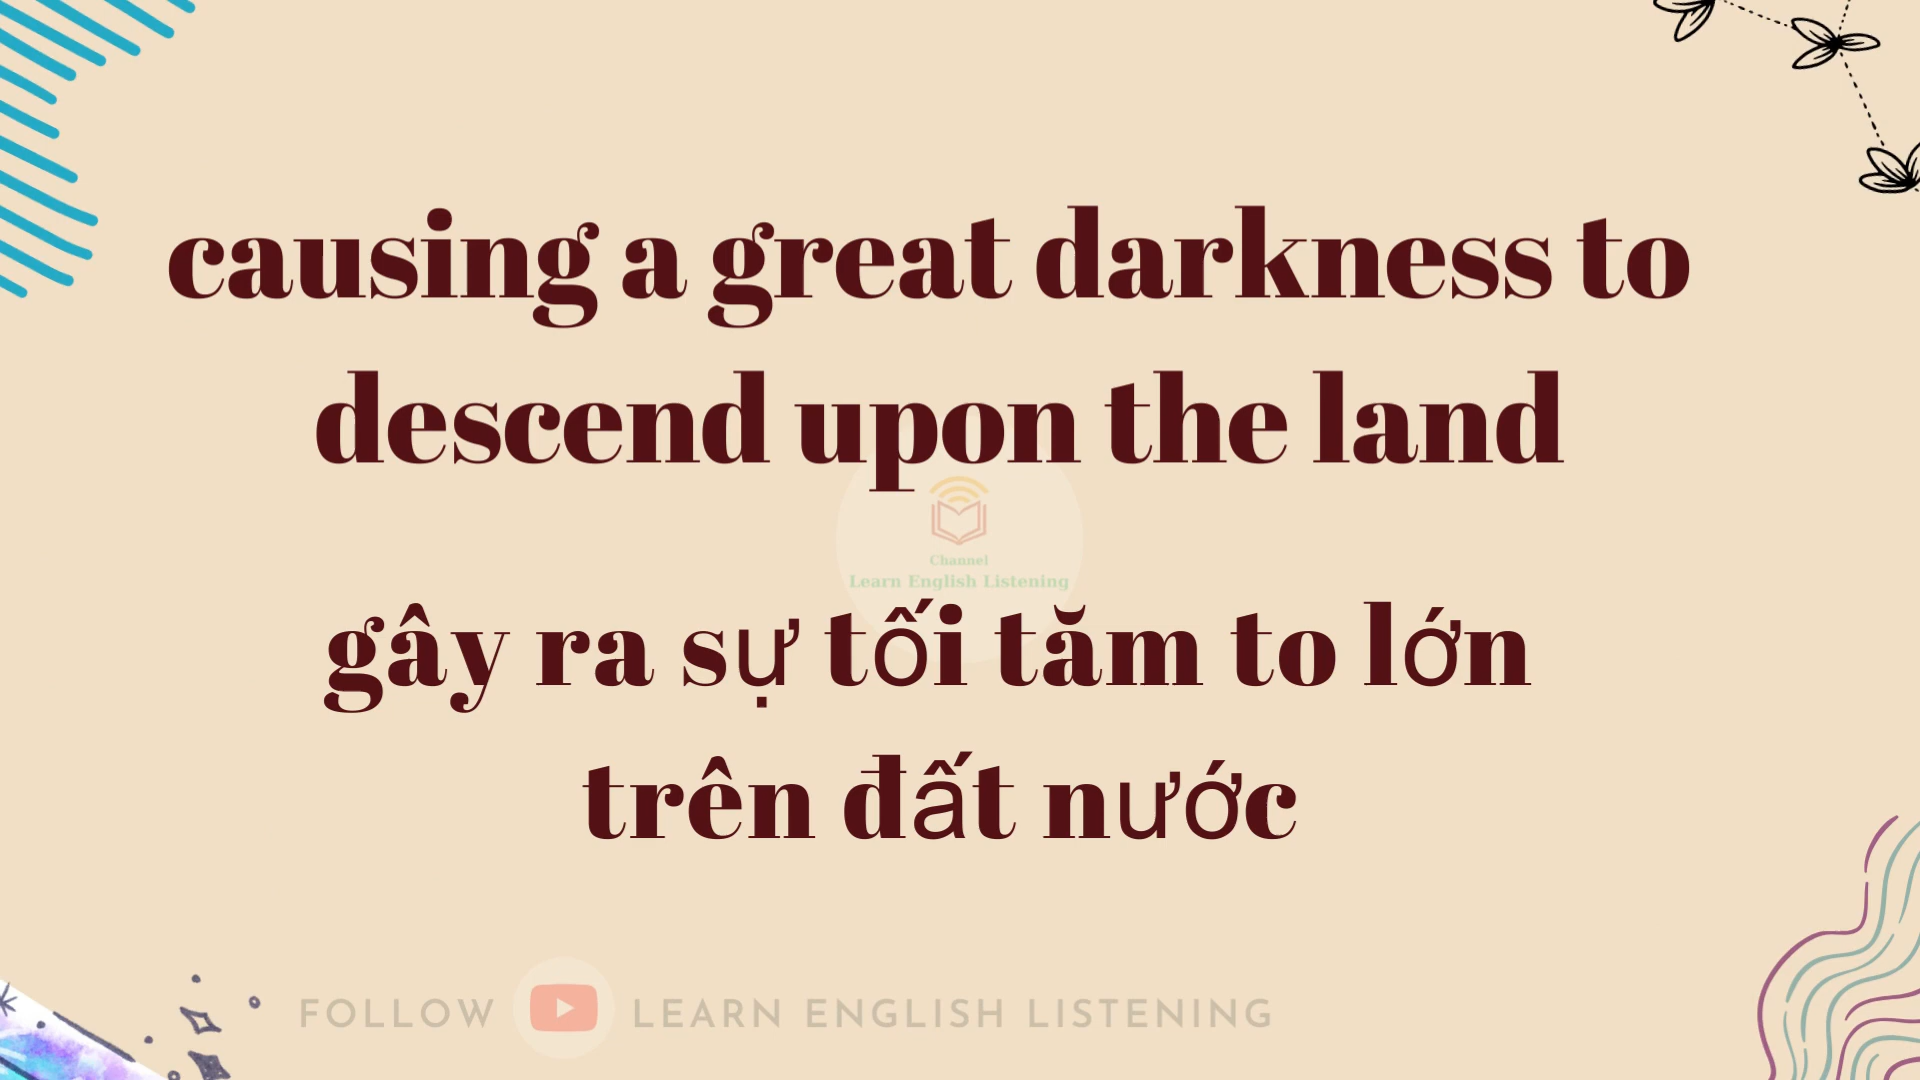 causing a great darkness to
descend upon the land
Channel
Learn English Listening
gây ra sự tối tăm to lớn
trên đất nước
FOLLOW LEARN ENGLISH LISTENING